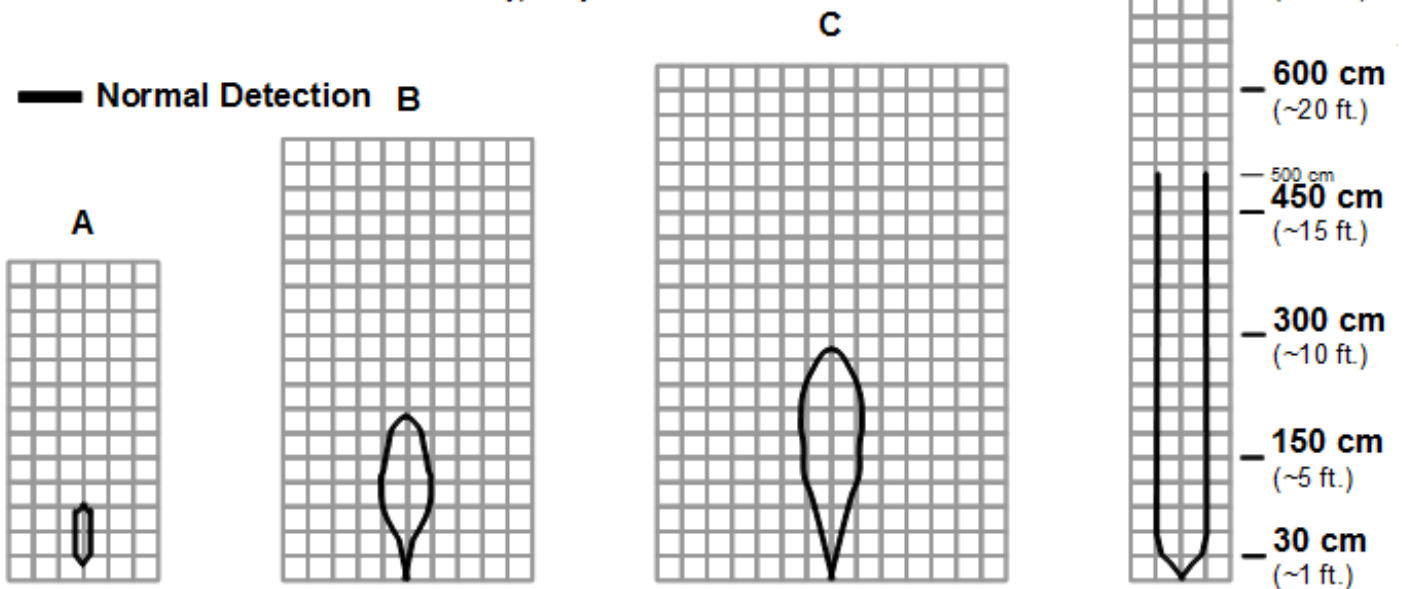 C
Normal Detection
B
A
600 cm
(~20 ft.)
500 cm
450 cm
(~15 ft.)
300 cm
(~10 ft.)
150 cm
(~5 ft.)
30 cm
(~1 ft.)